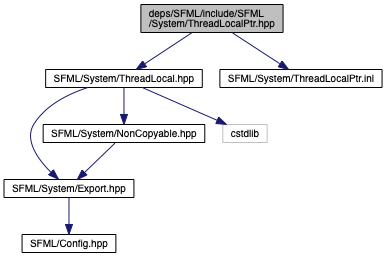 deps/SFML/include/SFML
/System/ThreadLocalPtr.hpp
SFML/System/ThreadLocal.hpp
SFML/System/ThreadLocalPtr.inl
SFML/System/NonCopyable.hpp
cstdlib
SFML/System/Export.hpp
SFML/Config.hpp